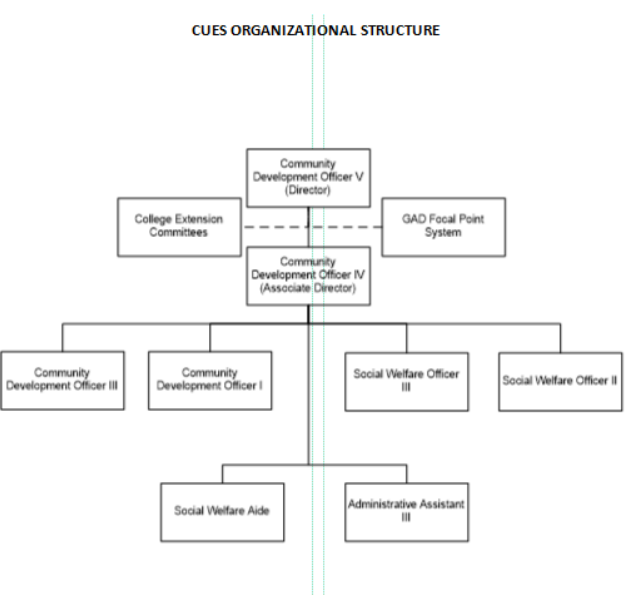 CUES ORGANIZATIONAL STRUCTURE
Community
Development Officer V
(Director)
College Extension
Committees
GAD Focal Point
System
Community
Development Officer IV
(Associate Director)
Community
Development Officer III
Community
Development Officer I
Social Welfare Officer
III
Social Welfare Officer II
Social Welfare Aide
Administrative Assistant
III